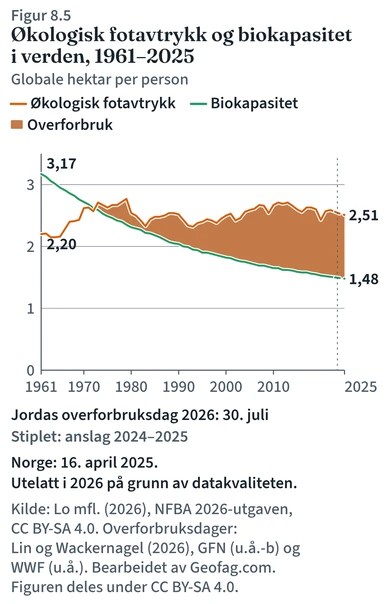 Figur 8.5
Økologisk fotavtrykk og biokapasitet
i verden, 1961–2025
Globale hektar per person
Økologisk fotavtrykk Biokapasitet
Overforbruk
3,17
3
2,51
2,20
2
1,48
1
0
1961 1970 1980 1990 2000 2010 2025
Jordas overforbruksdag 2026: 30. juli
Stiplet: anslag 2024–2025
Norge: 16. april 2025.
Utelatt i 2026 på grunn av datakvaliteten.
Kilde: Lo mfl. (2026), NFBA 2026-utgaven,
CC BY-SA 4.0. Overforbruksdager:
Lin og Wackernagel (2026), GFN (u.å.-b) og
WWF (u.å.). Bearbeidet av Geofag.com.
Figuren deles under CC BY-SA 4.0.